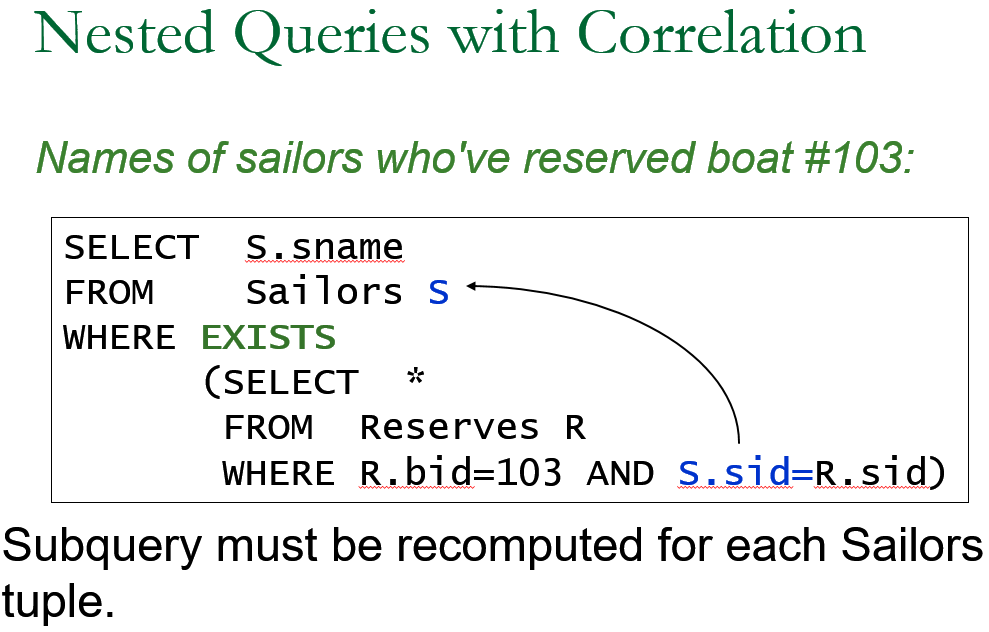 Nested Queries with Correlation
Names of sailors who've reserved boat #103:
SELECT  S.sname
FROM    Sailors S
WHERE EXISTS
(SELECT  *
FROM  Reserves R
WHERE R.bid=103 AND S.sid=R.sid)
Subquery must be recomputed for each Sailors
tuple.